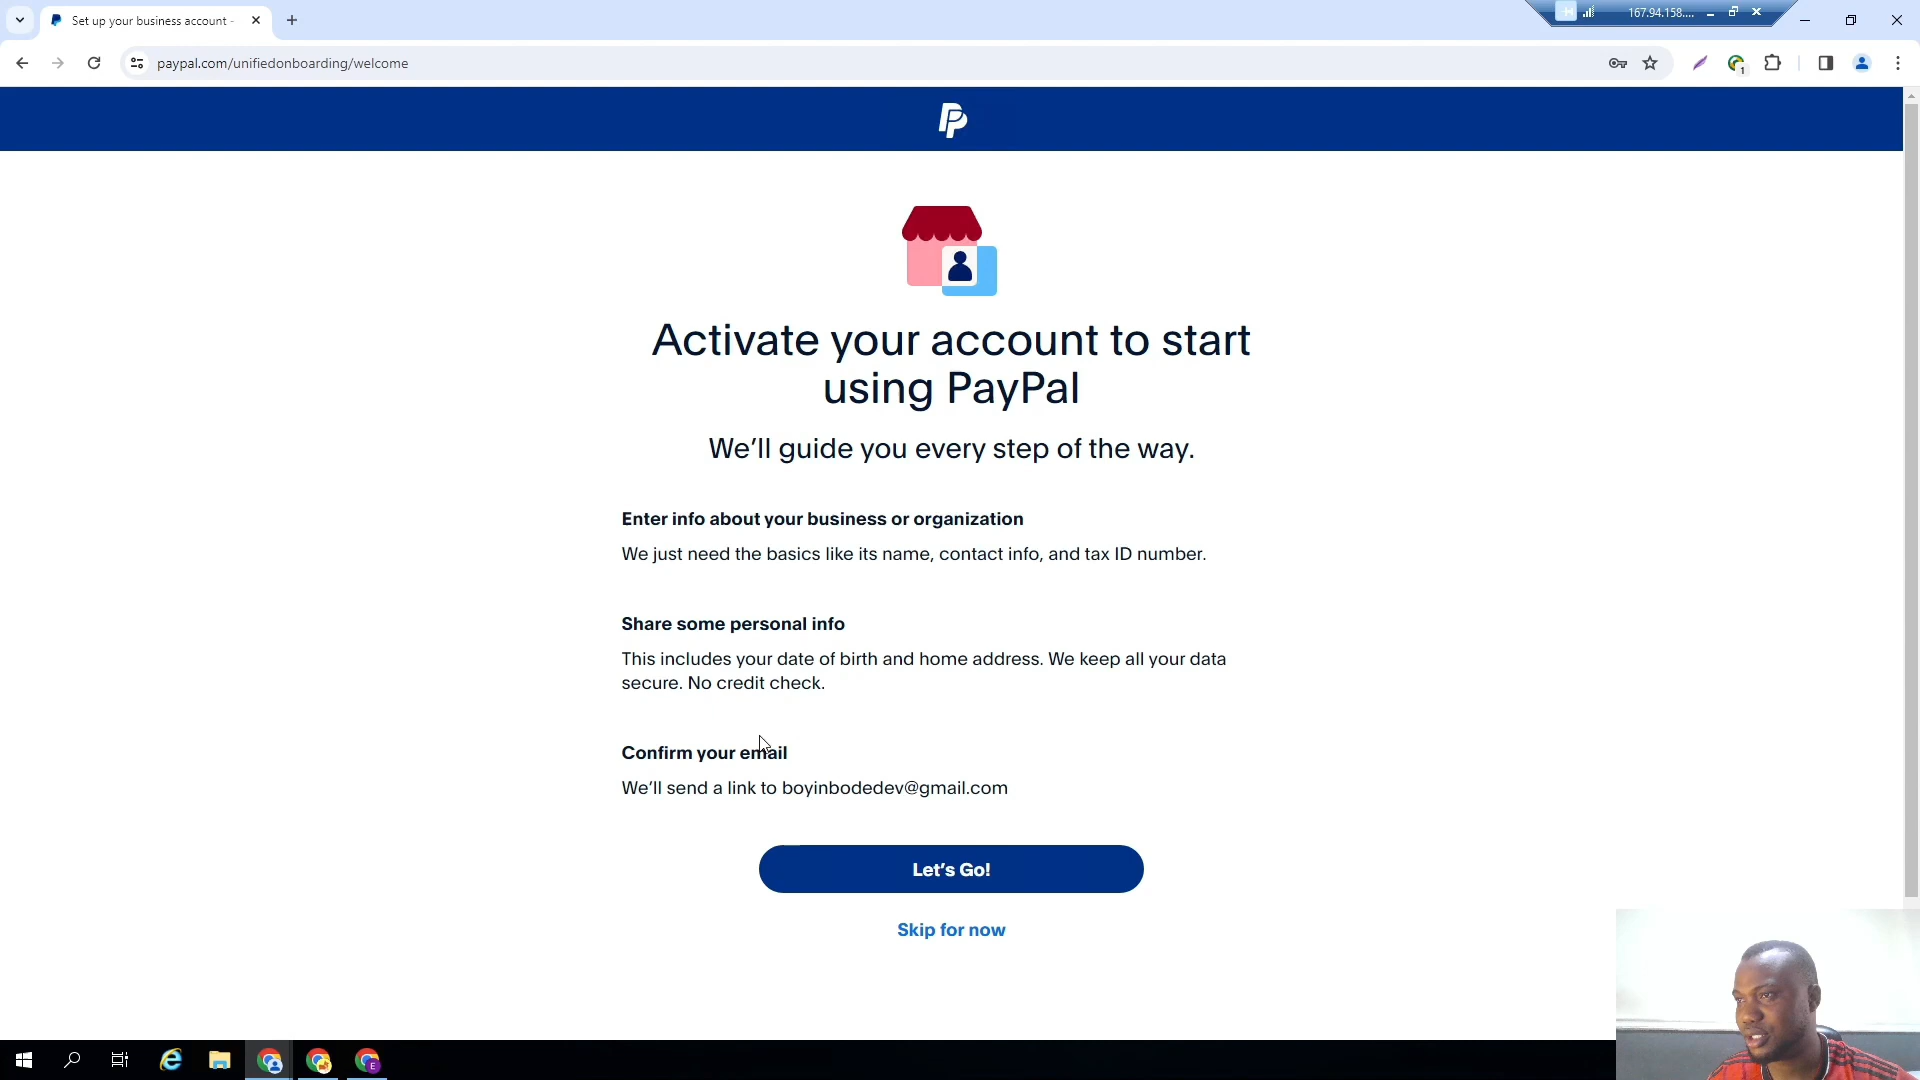 Set up your business account -
167.94.158....
paypal.com/unifiedonboarding/welcome
1
Activate your account to start
using PayPal
We’ll guide you every step of the way.
Enter info about your business or organization
We just need the basics like its name, contact info, and tax ID number.
Share some personal info
This includes your date of birth and home address. We keep all your data
secure. No credit check.
Confirm your email
We’ll send a link to boyinbodedev@gmail.com
Let’s Go!
Skip for now
E